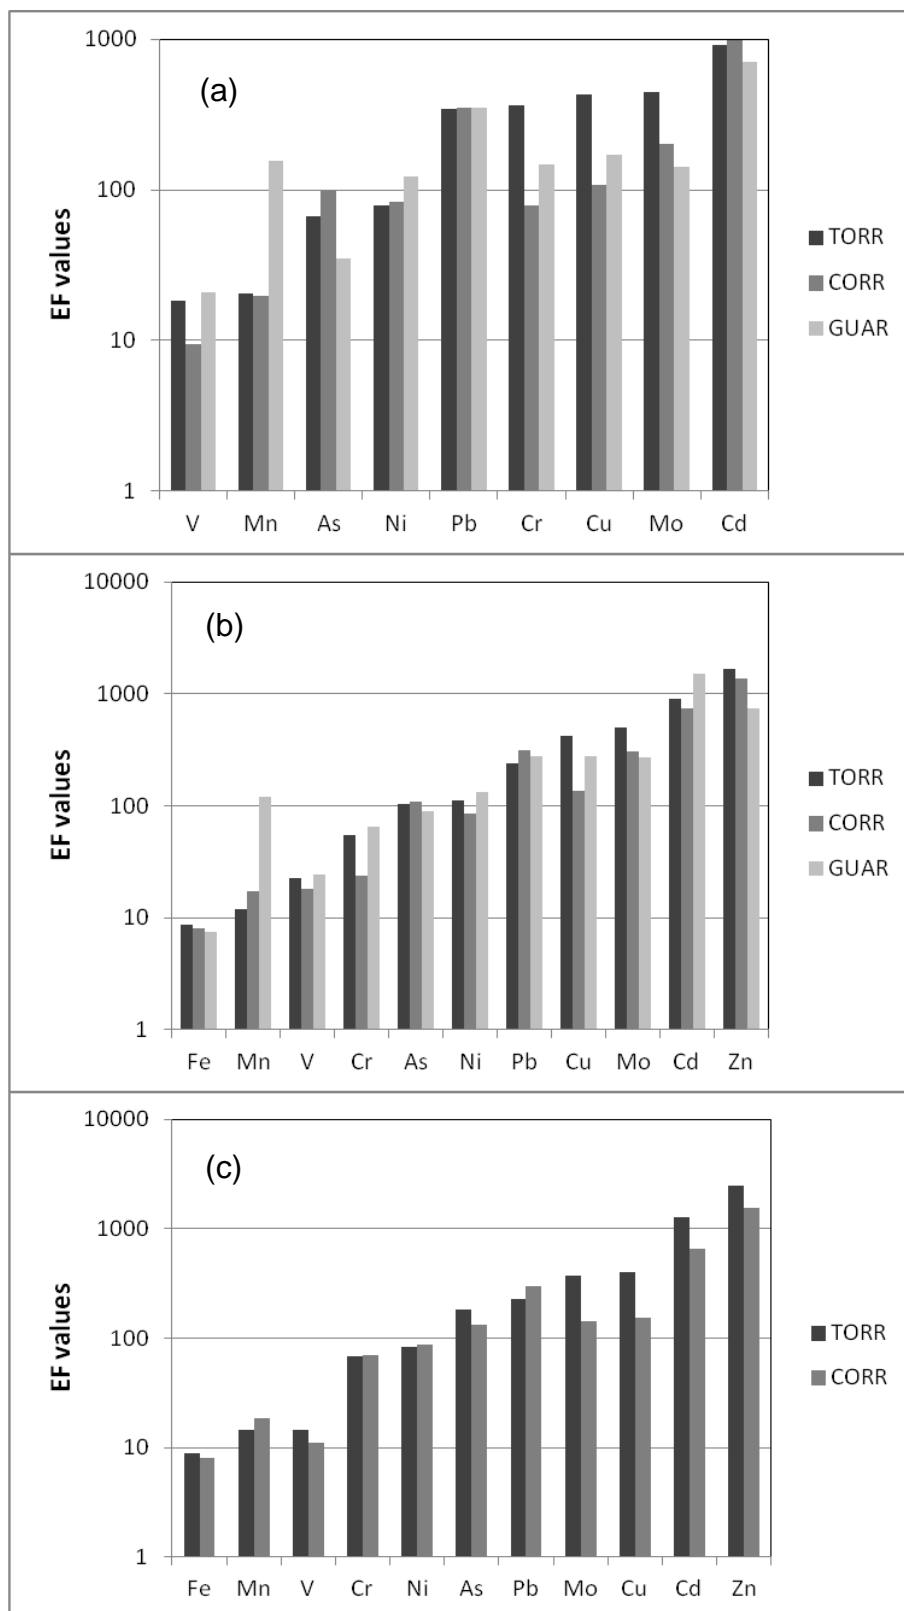 1000
(a)
100
10
1
EF values
TORR
CORR
GUAR
V Mn As Ni Pb Cr Cu Mo Cd
10000
(b)
1000
100
10
1
EF values
TORR
CORR
GUAR
Fe Mn V Cr As Ni Pb Cu Mo Cd Zn
10000
(c)
1000
100
10
1
EF values
TORR
CORR
Fe Mn V Cr Ni As Pb Mo Cu Cd Zn